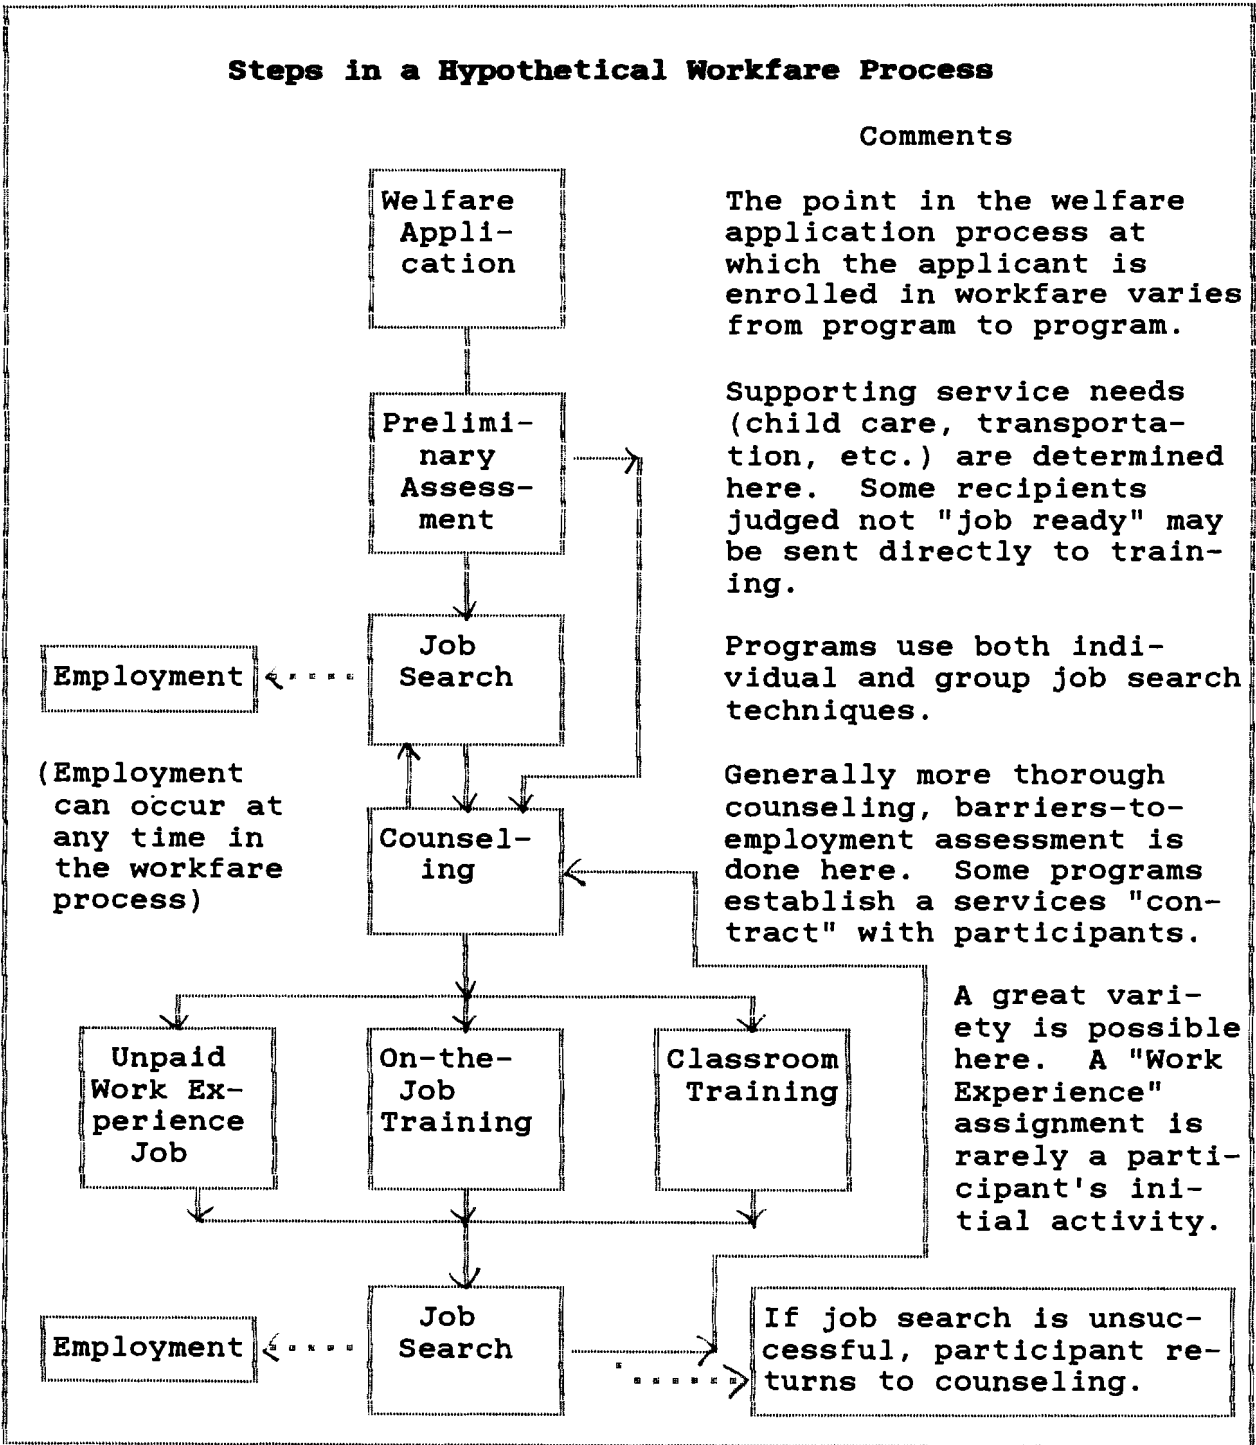 Steps in a Hypothetical Workfare Process
Comments
Welfare
Appli-
cation
The point in the welfare
application process at
which the applicant is
enrolled in workfare varies
from program to program.
Prelimi-
nary
Assess-
ment
Supporting service needs
(child care, transporta-
tion, etc.) are determined
here. Some recipients
judged not "job ready" may
be sent directly to train-
ing.
Job
Search
Employment
Programs use both indi-
vidual and group job search
techniques.
(Employment
can occur at
any time in
the workfare
process)
Counsel-
ing
Generally more thorough
counseling, barriers-to-
employment assessment is
done here. Some programs
establish a services "con-
tract" with participants.
Unpaid
Work Ex-
perience
Job
On-the-
Job
Training
Classroom
Training
A great vari-
ety is possible
here. A "Work
Experience"
assignment is
rarely a parti-
cipant's ini-
tial activity.
Job
Search
Employment
If job search is unsuc-
cessful, participant re-
turns to counseling.